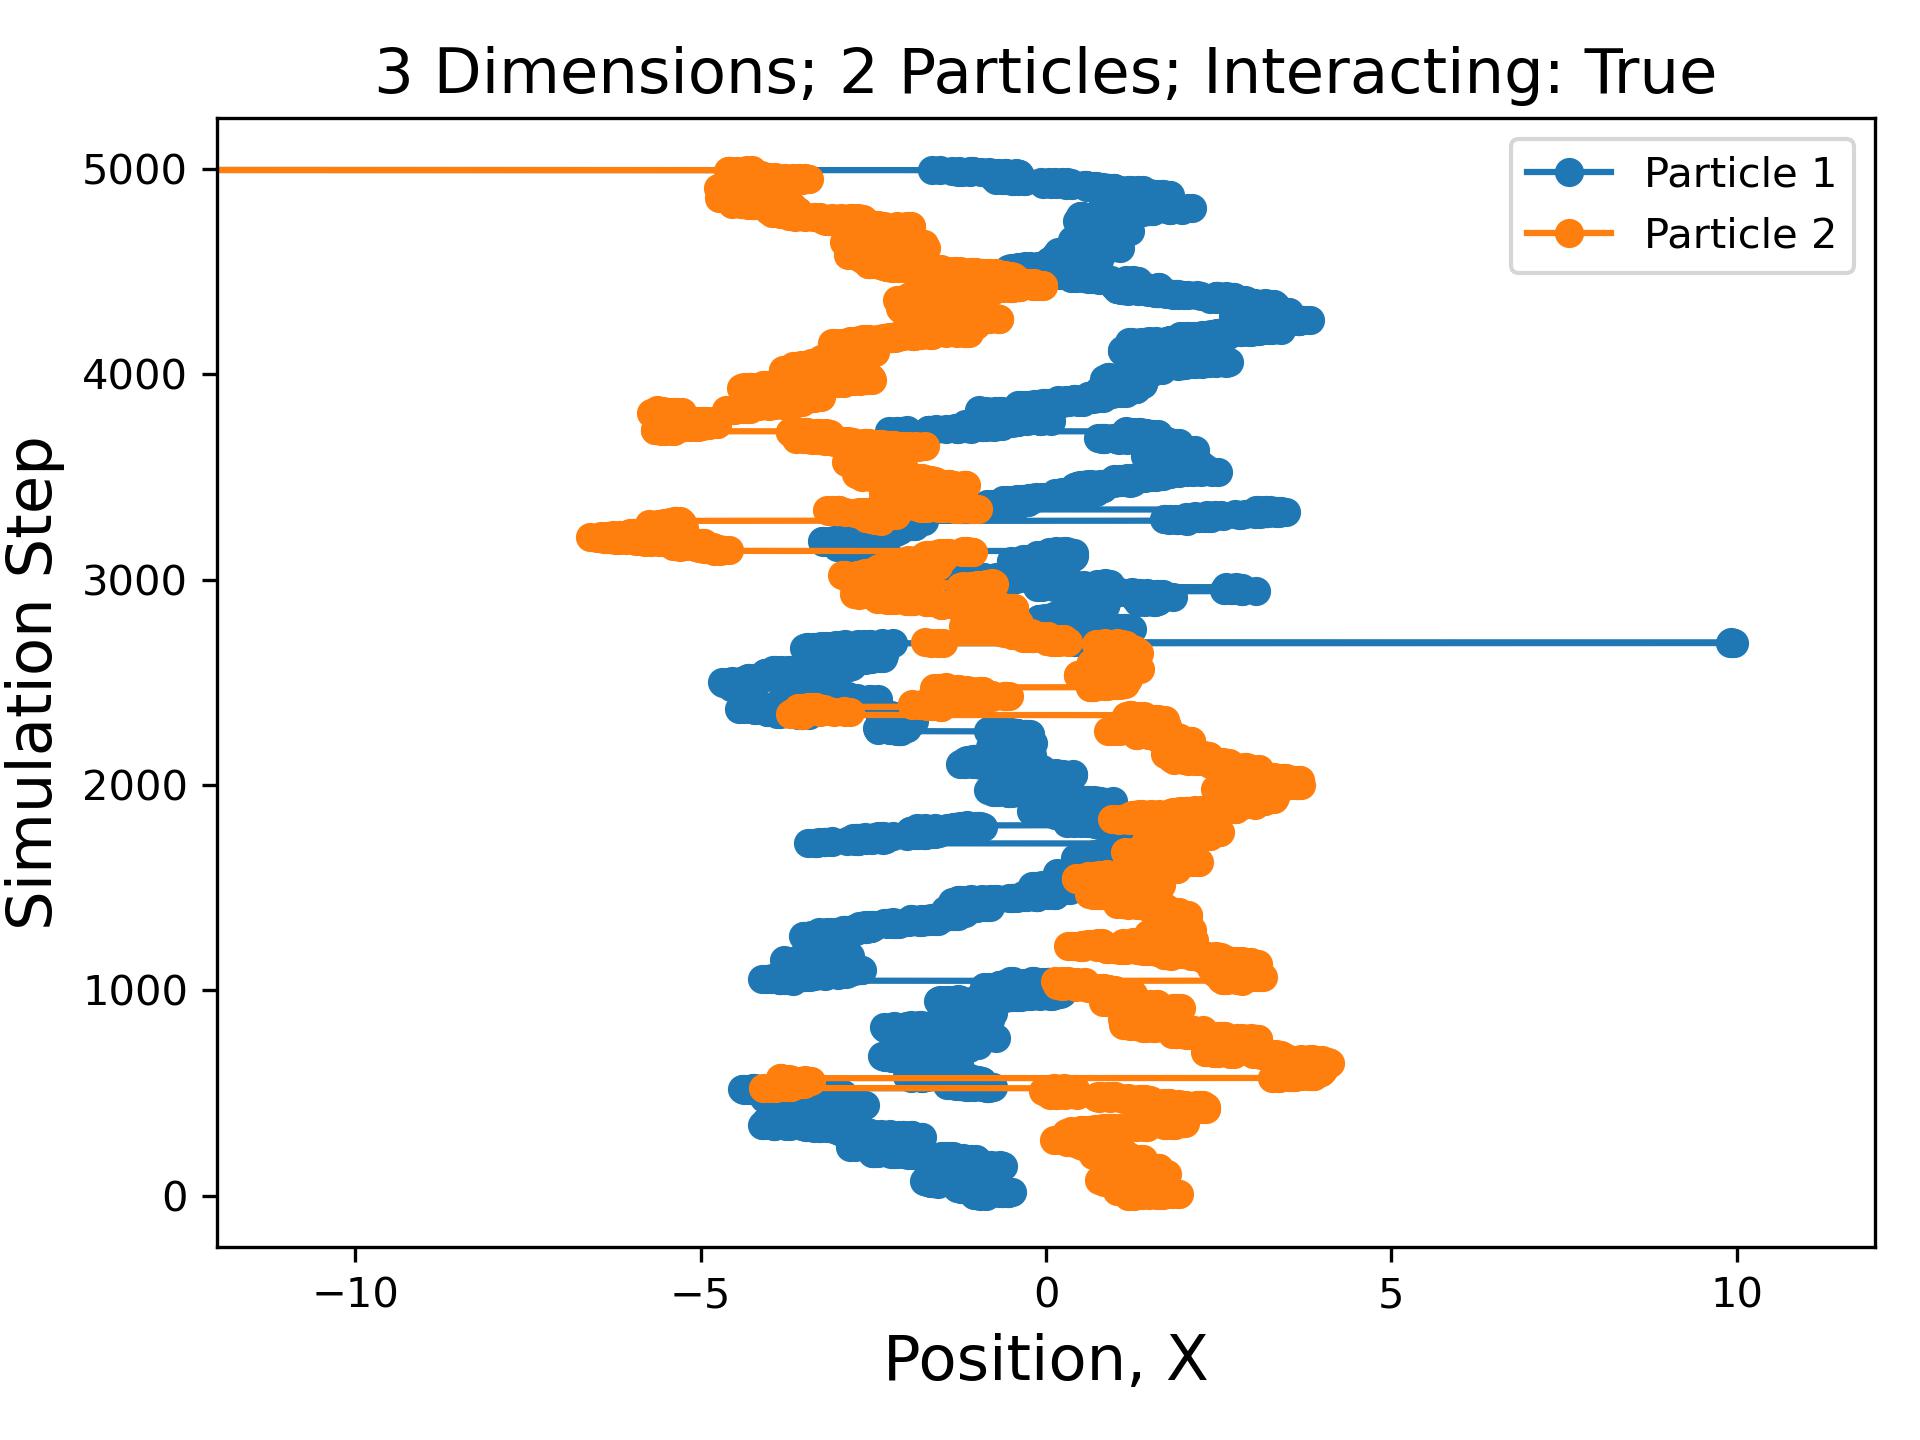 3 Dimensions; 2 Particles; Interacting: True
Particle 1
Particle 2
Simulation Step
5000
4000
3000
2000
1000
0
−10
−5
0
5
10
Position, X